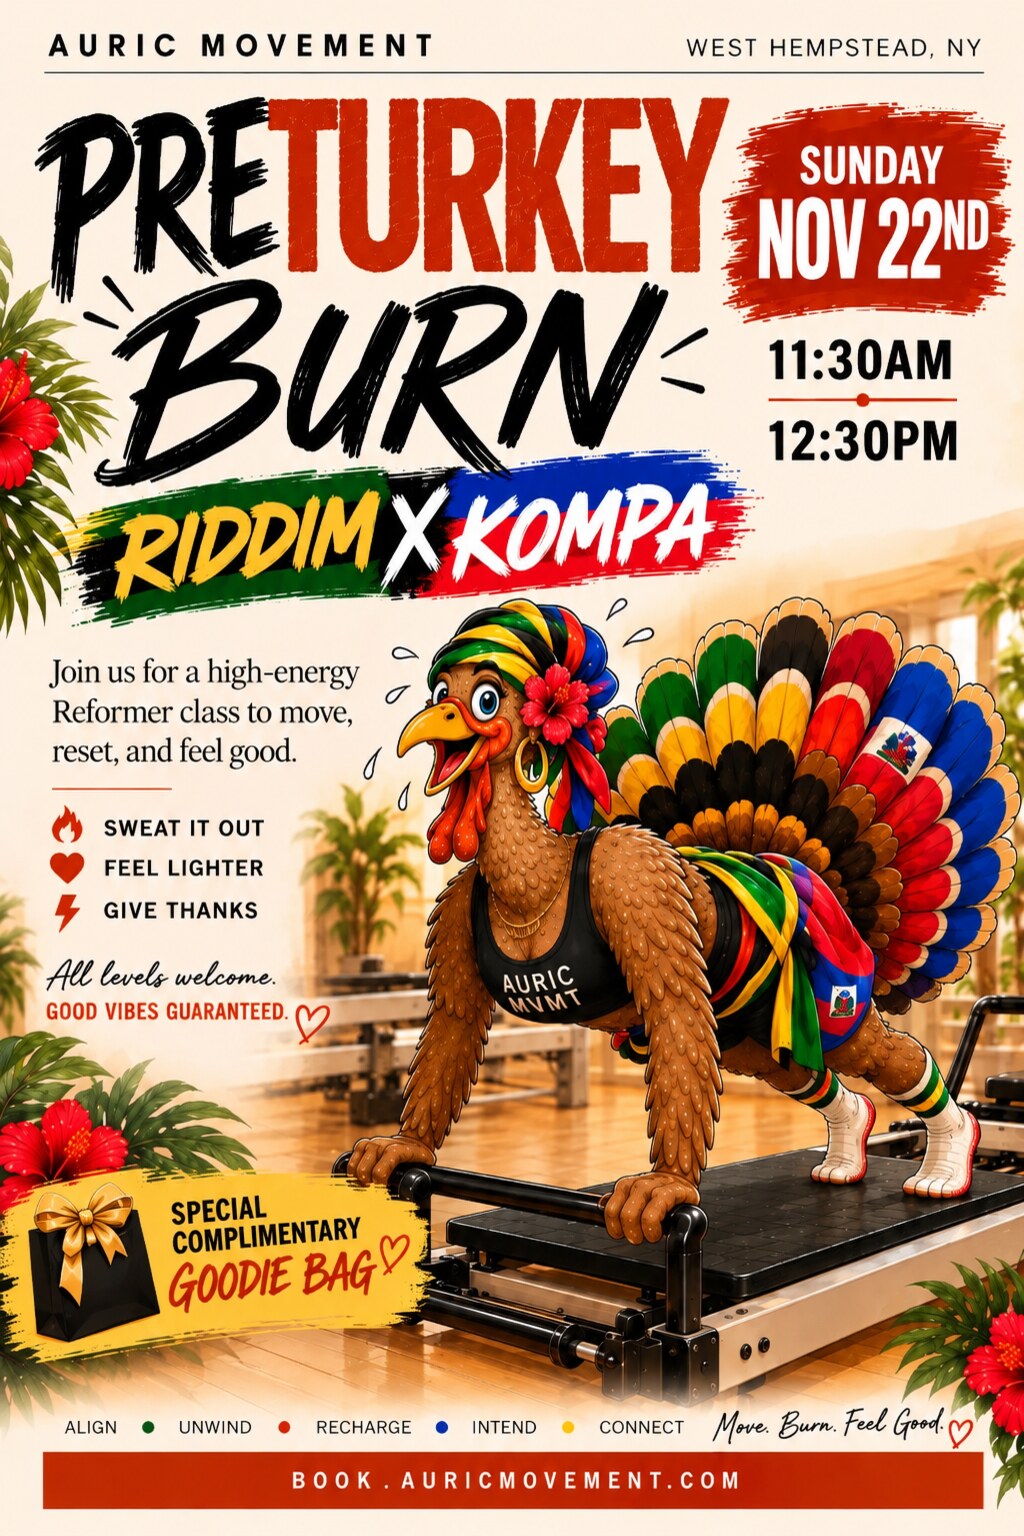 AURIC MOVEMENT
WEST HEMPSTEAD, NY
PRE TURKEY
BURN
SUNDAY
NOV 22ND
11:30AM
12:30PM
RIDDIM X KOMPA
Join us for a high-energy
Reformer class to move,
reset, and feel good.
SWEAT IT OUT
FEEL LIGHTER
GIVE THANKS
All levels welcome.
GOOD VIBES GUARANTEED.
AURIC
MVMT
SPECIAL
COMPLIMENTARY
GOODIE BAG
ALIGN • UNWIND • RECHARGE • INTEND • CONNECT
Move. Burn. Feel Good.
BOOK.AURICMOVEMENT.COM